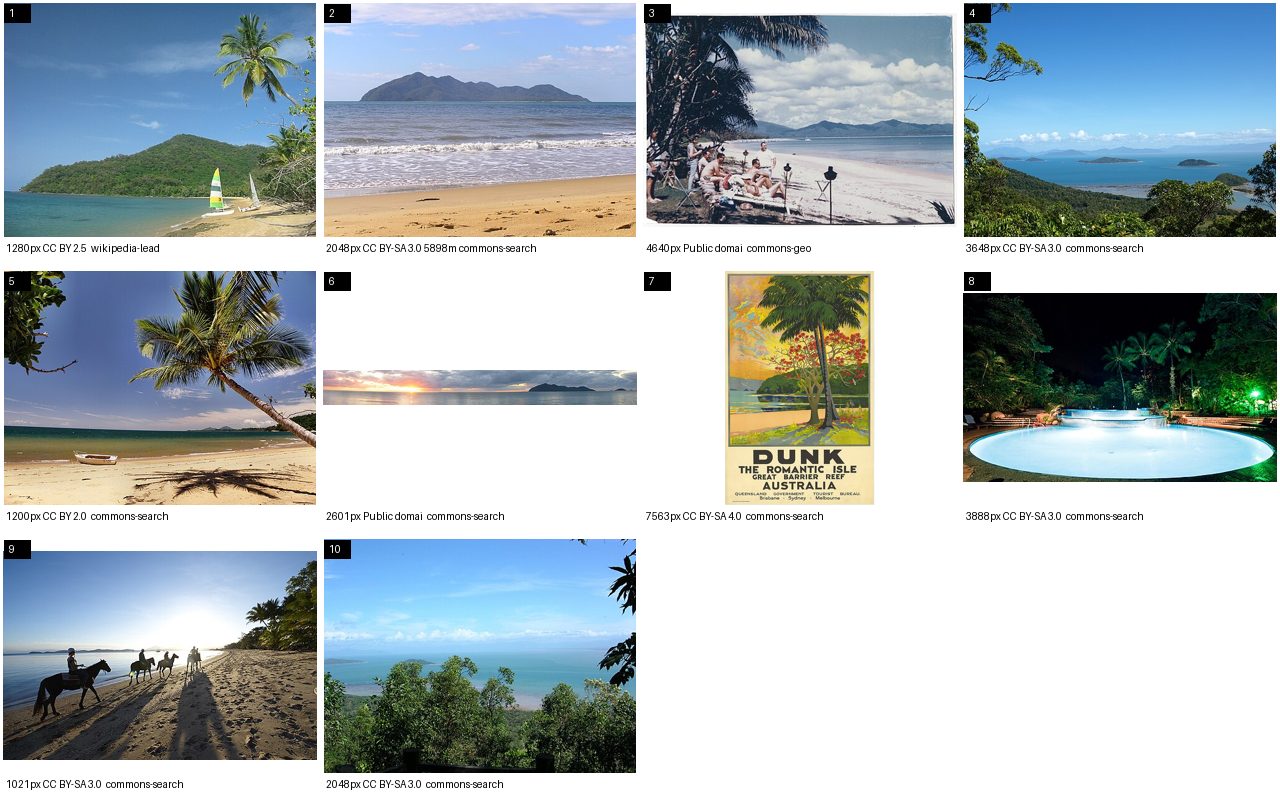 1
2
3
4
1280px CC BY 2.5 wikipedia-lead
2048px CC BY-SA 3.0 5898m commons-search
4640px Public domai commons-geo
3648px CC BY-SA 3.0 commons-search
5
6
7
8
DUNK
THE ROMANTIC ISLE
GREAT BARRIER REEF
AUSTRALIA
QUEENSLAND GOVERNMENT TOURIST BUREAU
Brisbane Sydney Melbourne
1200px CC BY 2.0 commons-search
2601px Public domai commons-search
7563px CC BY-SA 4.0 commons-search
3888px CC BY-SA 3.0 commons-search
9
10
1021px CC BY-SA 3.0 commons-search
2048px CC BY-SA 3.0 commons-search